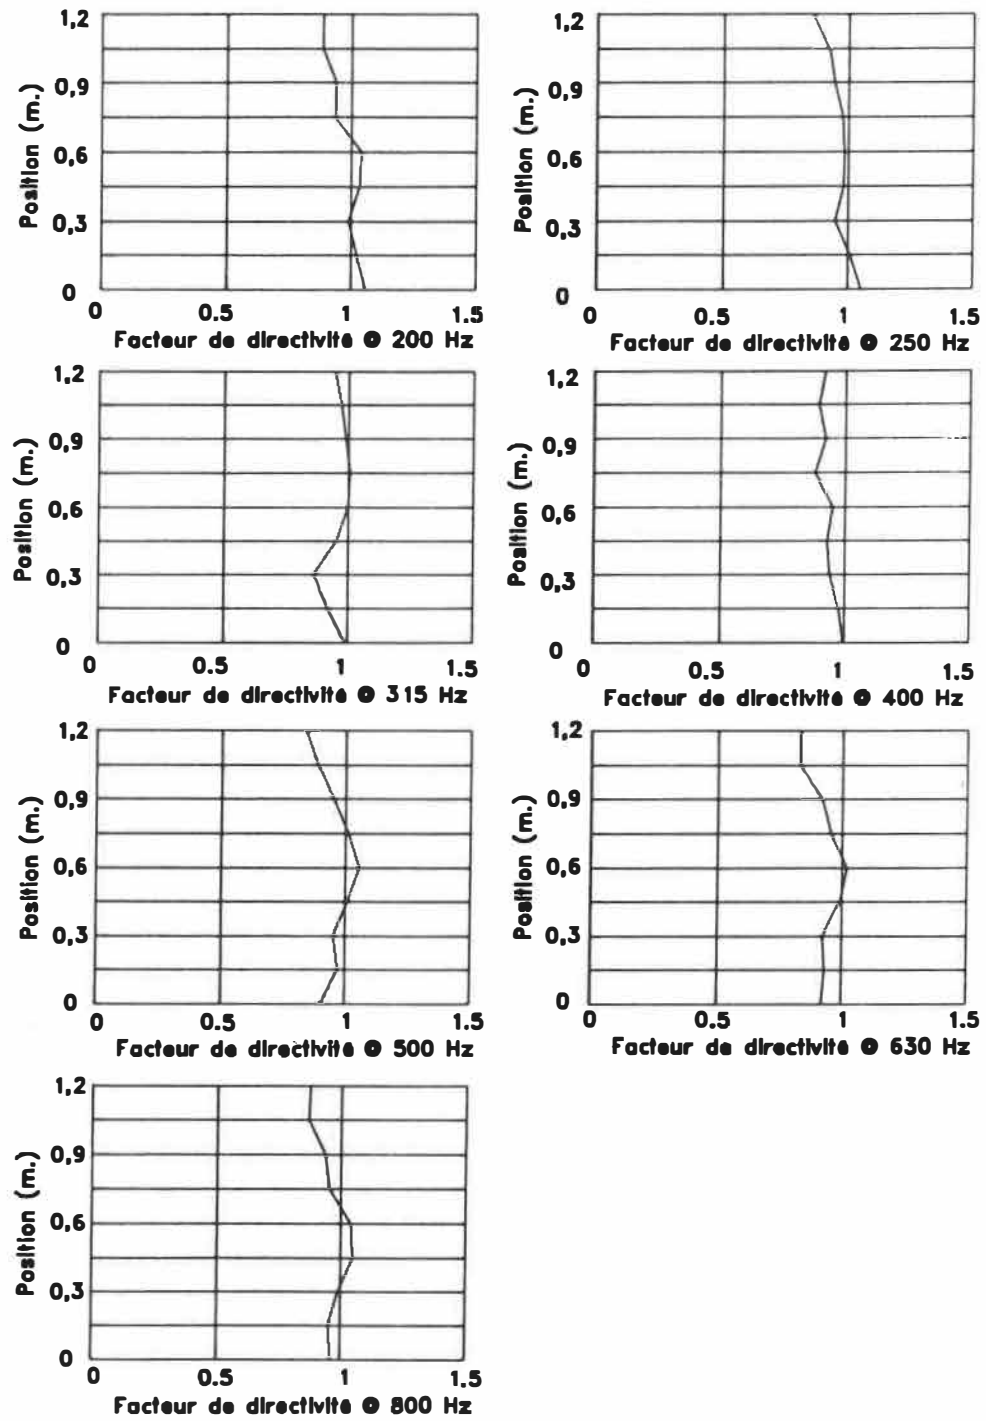 1,2
0,9
0,6
0,3
0
Position (m.)
0 0.5 1 1.5
Facteur de directivité @ 200 Hz
1,2
0,9
0,6
0,3
0
Position (m.)
0 0.5 1 1.5
Facteur de directivité @ 250 Hz
1,2
0,9
0,6
0,3
0
Position (m.)
0 0.5 1 1.5
Facteur de directivité @ 315 Hz
1,2
0,9
0,6
0,3
0
Position (m.)
0 0.5 1 1.5
Facteur de directivité @ 400 Hz
1,2
0,9
0,6
0,3
0
Position (m.)
0 0.5 1 1.5
Facteur de directivité @ 500 Hz
1,2
0,9
0,6
0,3
0
Position (m.)
0 0.5 1 1.5
Facteur de directivité @ 630 Hz
1,2
0,9
0,6
0,3
0
Position (m.)
0 0.5 1 1.5
Facteur de directivité @ 800 Hz